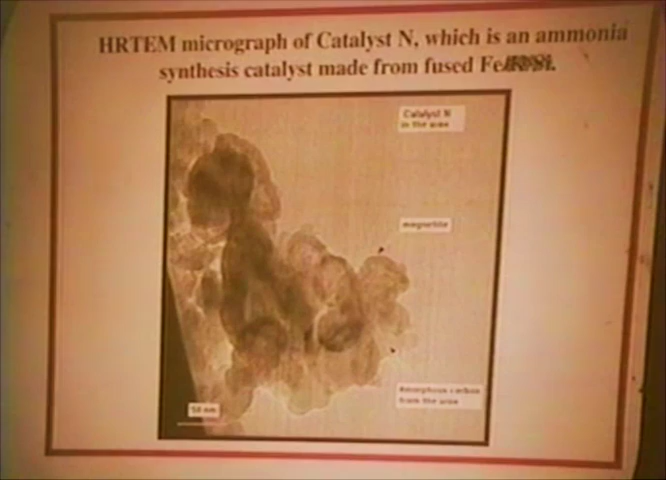 HRTEM micrograph of Catalyst N, which is an ammonia
synthesis catalyst made from fused
Catalyst N
in the area
magnetite
Amorphous carbon
from the area
50 nm